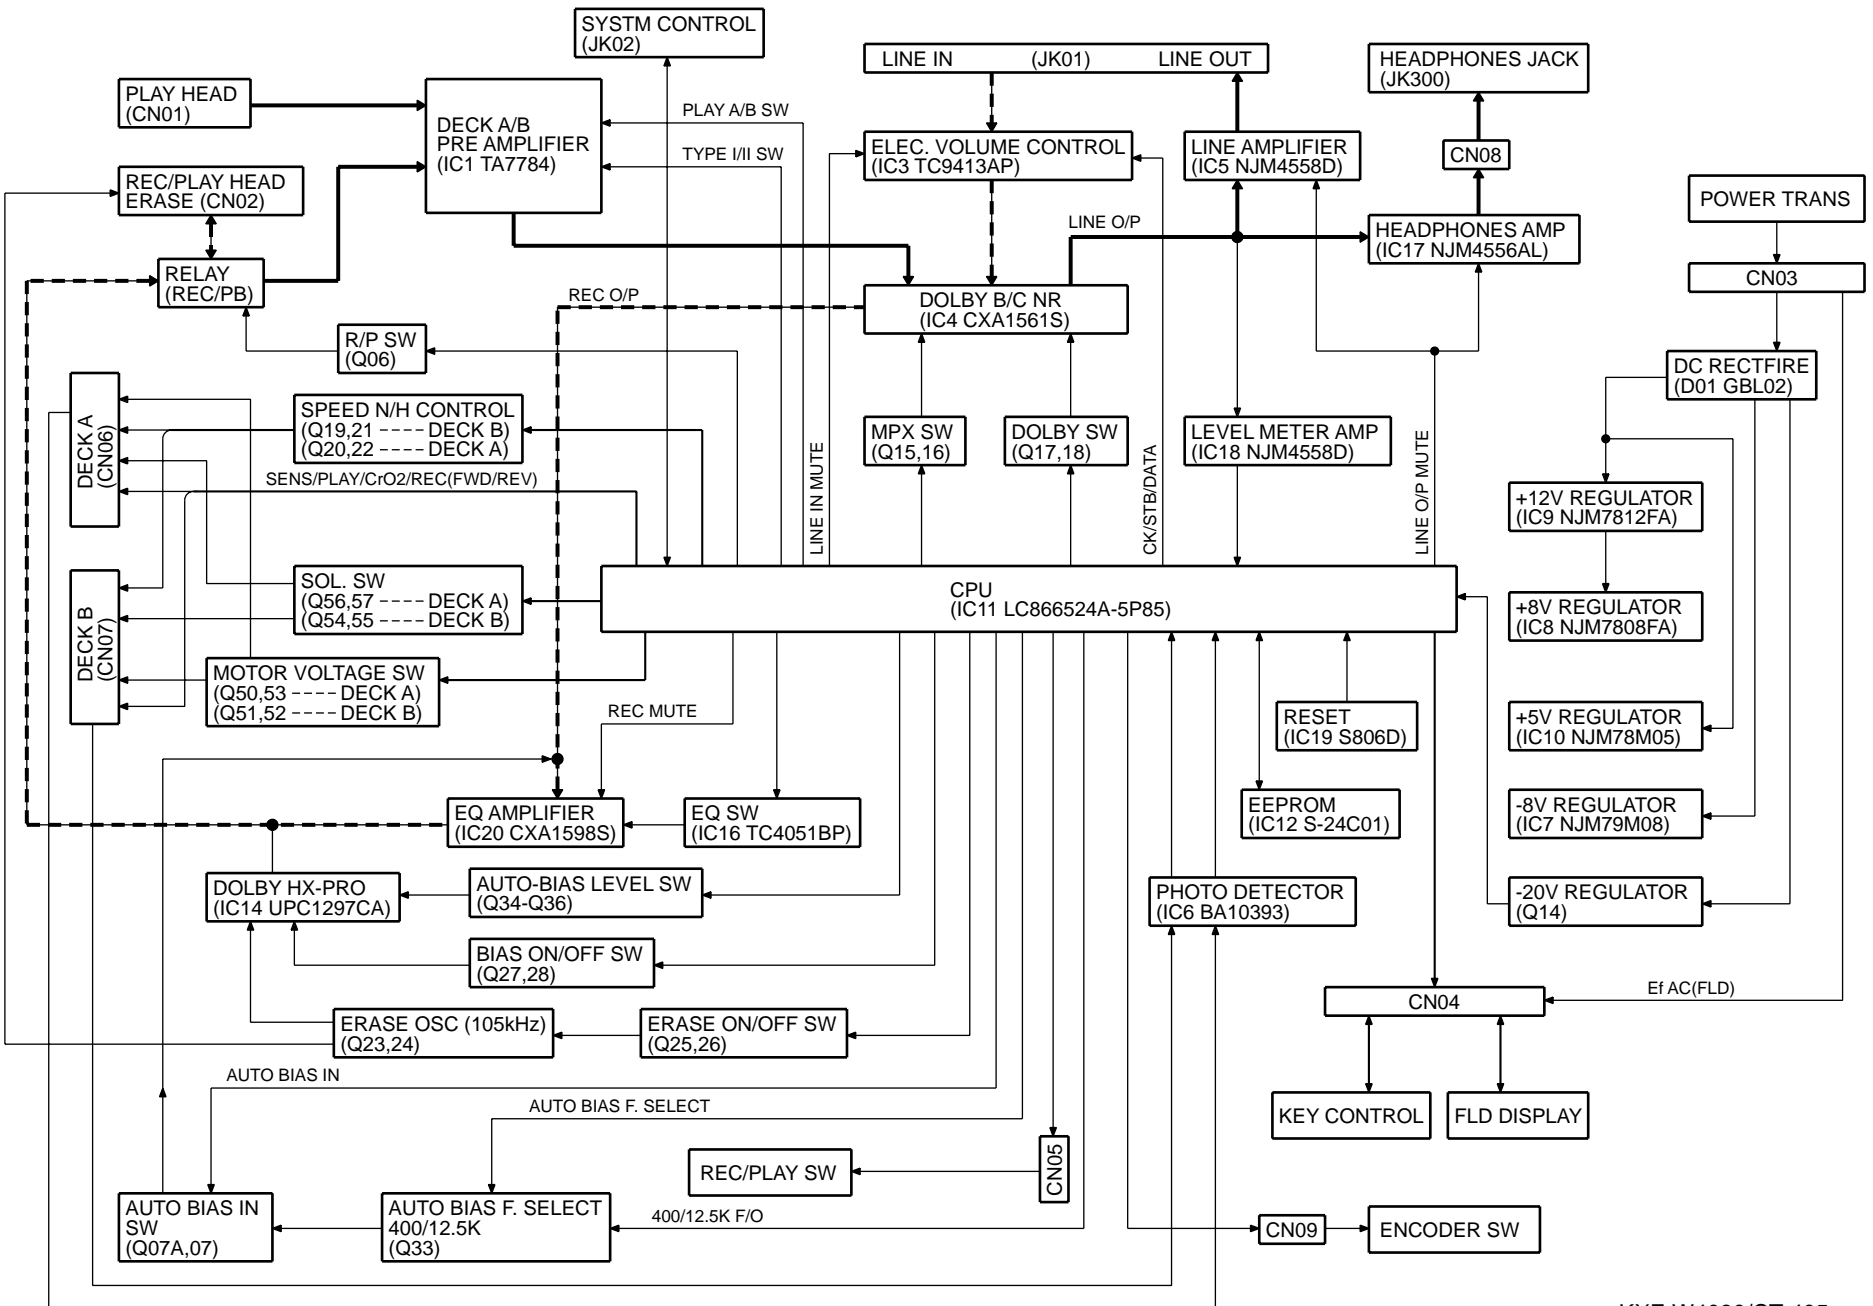 SYSTM CONTROL
(JK02)
LINE IN (JK01) LINE OUT
HEADPHONES JACK
(JK300)
PLAY HEAD
(CN01)
DECK A/B
PRE AMPLIFIER
(IC1 TA7784)
PLAY A/B SW
TYPE I/II SW
ELEC. VOLUME CONTROL
(IC3 TC9413AP)
LINE AMPLIFIER
(IC5 NJM4558D)
CN08
REC/PLAY HEAD
ERASE (CN02)
POWER TRANS
LINE O/P
HEADPHONES AMP
(IC17 NJM4556AL)
RELAY
(REC/PB)
CN03
REC O/P
DOLBY B/C NR
(IC4 CXA1561S)
R/P SW
(Q06)
DC RECTFIRE
(D01 GBL02)
DECK A
(CN06)
SPEED N/H CONTROL
(Q19,21 ---- DECK B)
(Q20,22 ---- DECK A)
MPX SW
(Q15,16)
DOLBY SW
(Q17,18)
LEVEL METER AMP
(IC18 NJM4558D)
SENS/PLAY/CrO2/REC(FWD/REV)
LINE IN MUTE
CK/STB/DATA
LINE O/P MUTE
+12V REGULATOR
(IC9 NJM7812FA)
DECK B
(CN07)
SOL. SW
(Q56,57 ---- DECK A)
(Q54,55 ---- DECK B)
CPU
(IC11 LC866524A-5P85)
+8V REGULATOR
(IC8 NJM7808FA)
MOTOR VOLTAGE SW
(Q50,53 ---- DECK A)
(Q51,52 ---- DECK B)
REC MUTE
RESET
(IC19 S806D)
+5V REGULATOR
(IC10 NJM78M05)
EQ AMPLIFIER
(IC20 CXA1598S)
EQ SW
(IC16 TC4051BP)
EEPROM
(IC12 S-24C01)
-8V REGULATOR
(IC7 NJM79M08)
DOLBY HX-PRO
(IC14 UPC1297CA)
AUTO-BIAS LEVEL SW
(Q34-Q36)
PHOTO DETECTOR
(IC6 BA10393)
-20V REGULATOR
(Q14)
BIAS ON/OFF SW
(Q27,28)
Ef AC(FLD)
CN04
ERASE OSC (105kHz)
(Q23,24)
ERASE ON/OFF SW
(Q25,26)
AUTO BIAS IN
AUTO BIAS F. SELECT
KEY CONTROL
FLD DISPLAY
REC/PLAY SW
CN05
AUTO BIAS IN
SW
(Q07A,07)
AUTO BIAS F. SELECT
400/12.5K
(Q33)
400/12.5K F/O
CN09
ENCODER SW